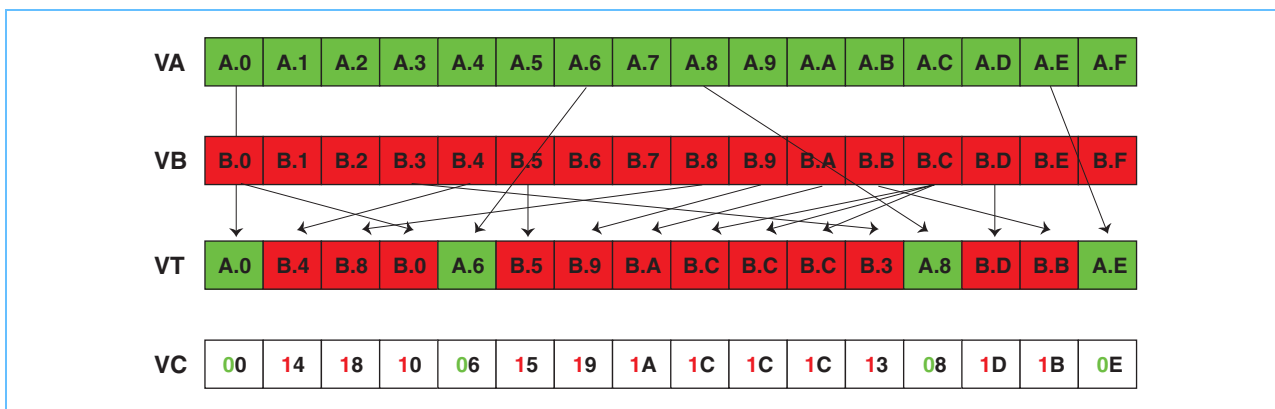 VA A.0 A.1 A.2 A.3 A.4 A.5 A.6 A.7 A.8 A.9 A.A A.B A.C A.D A.E A.F
VB B.0 B.1 B.2 B.3 B.4 B.5 B.6 B.7 B.8 B.9 B.A B.B B.C B.D B.E B.F
VT A.0 B.4 B.8 B.0 A.6 B.5 B.9 B.A B.C B.C B.C B.3 A.8 B.D B.B A.E
VC 00 14 18 10 06 15 19 1A 1C 1C 1C 13 08 1D 1B 0E